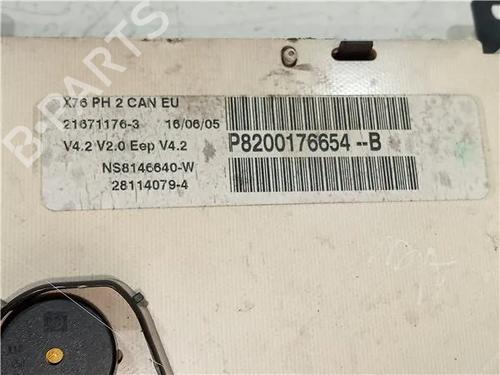 X76 PH 2 CAN EU
21671176-3 16/06/05
V4.2 V2.0 Eep V4.2
P8200176654--B
NS8146640-W
28114079-4
B-PARTS